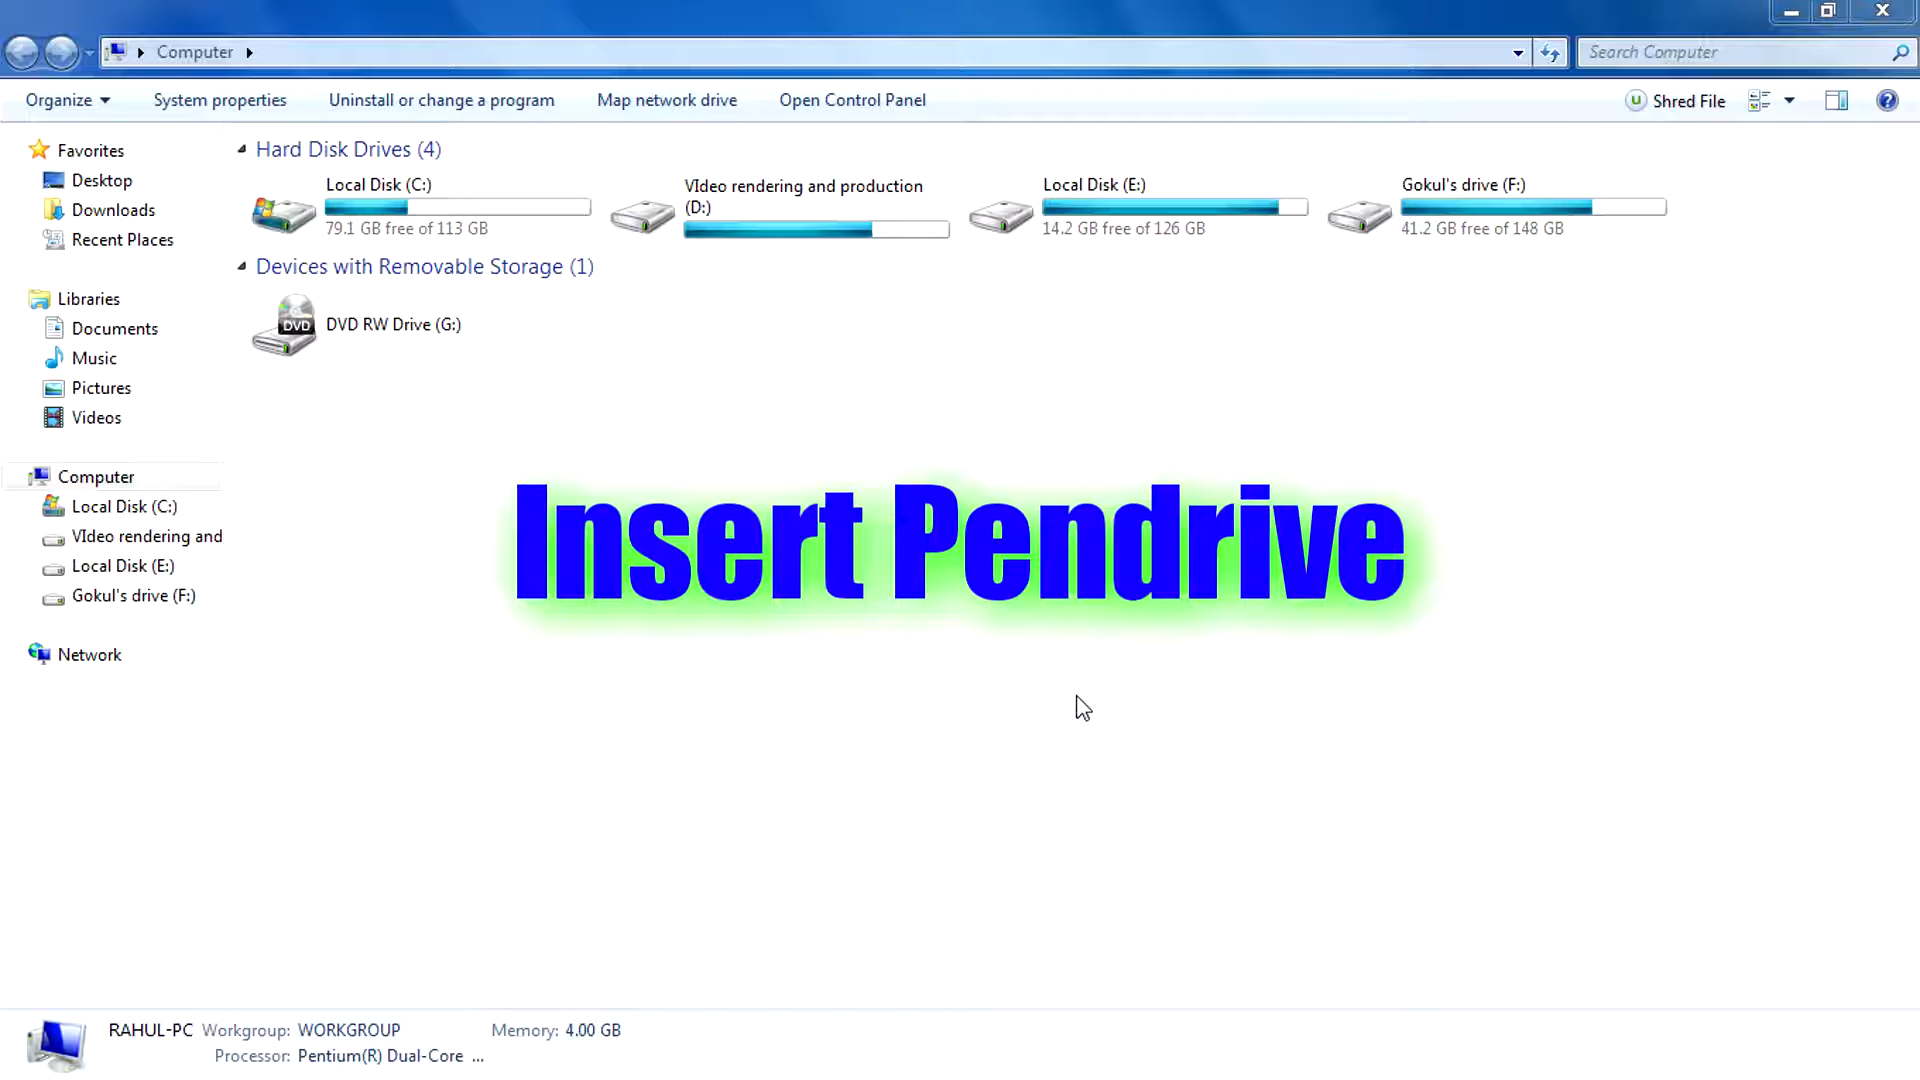 Computer
Search Computer
Organize
System properties
Uninstall or change a program
Map network drive
Open Control Panel
Shred File
Favorites
Desktop
Downloads
Recent Places
Libraries
Documents
Music
Pictures
Videos
Computer
Local Disk (C:)
VIdeo rendering and
Local Disk (E:)
Gokul's drive (F:)
Network
Hard Disk Drives (4)
Local Disk (C:)
79.1 GB free of 113 GB
VIdeo rendering and production
(D:)
Local Disk (E:)
14.2 GB free of 126 GB
Gokul's drive (F:)
41.2 GB free of 148 GB
Devices with Removable Storage (1)
DVD
DVD RW Drive (G:)
Insert Pendrive
RAHUL-PC Workgroup: WORKGROUP Memory: 4.00 GB
Processor: Pentium(R) Dual-Core ...